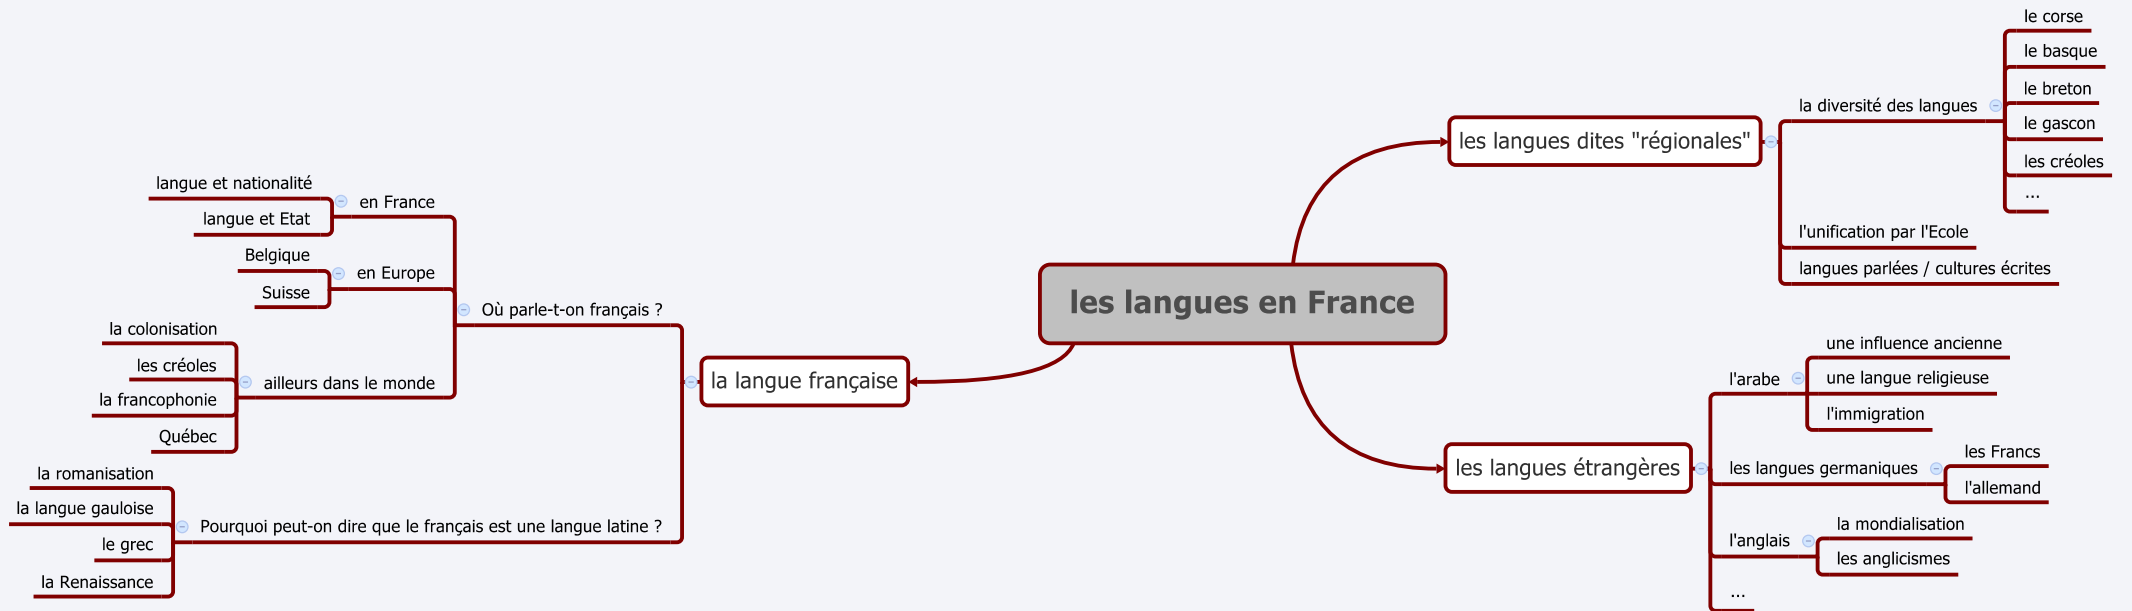 les langues en France
les langues dites "régionales"
la diversité des langues
le corse
le basque
le breton
le gascon
les créoles
...
l'unification par l'Ecole
langues parlées / cultures écrites
les langues étrangères
l'arabe
une influence ancienne
une langue religieuse
l'immigration
les langues germaniques
les Francs
l'allemand
l'anglais
la mondialisation
les anglicismes
...
la langue française
Où parle-t-on français ?
en France
langue et nationalité
langue et Etat
en Europe
Belgique
Suisse
ailleurs dans le monde
la colonisation
les créoles
la francophonie
Québec
Pourquoi peut-on dire que le français est une langue latine ?
la romanisation
la langue gauloise
le grec
la Renaissance